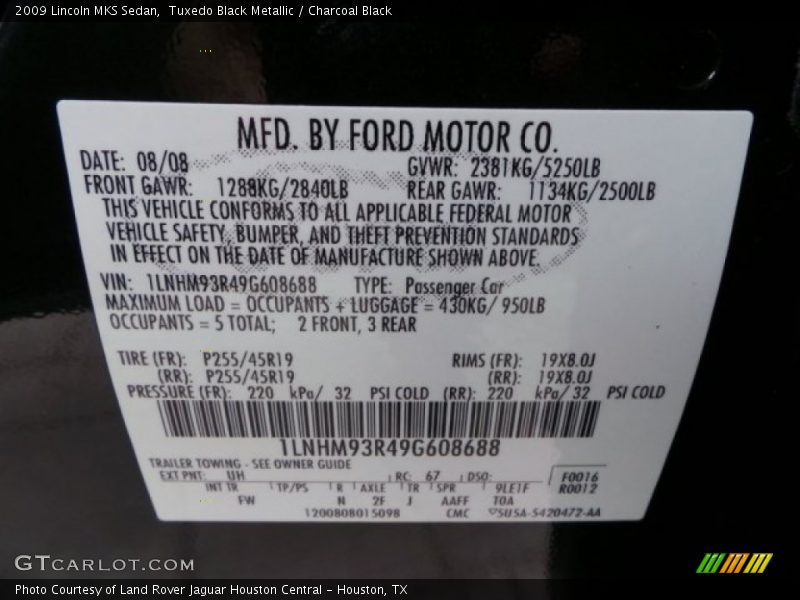 2009 Lincoln MKS Sedan,  Tuxedo Black Metallic / Charcoal Black
MFD. BY FORD MOTOR CO.
DATE: 08/08 GVWR: 2381KG/5250LB
FRONT GAWR: 1288KG/2840LB REAR GAWR: 1134KG/2500LB
THIS VEHICLE CONFORMS TO ALL APPLICABLE FEDERAL MOTOR
VEHICLE SAFETY, BUMPER, AND THEFT PREVENTION STANDARDS
IN EFFECT ON THE DATE OF MANUFACTURE SHOWN ABOVE.
VIN: 1LNHM93R49G608688 TYPE: Passenger Car
MAXIMUM LOAD = OCCUPANTS + LUGGAGE = 430KG/ 950LB
OCCUPANTS = 5 TOTAL; 2 FRONT, 3 REAR
TIRE (FR): P255/45R19 RIMS (FR): 19X8.0J
(RR): P255/45R19 (RR): 19X8.0J
PRESSURE (FR): 220 kPa/ 32 PSI COLD (RR): 220 kPa/ 32 PSI COLD
1LNHM93R49G608688
TRAILER TOWING - SEE OWNER GUIDE
EXT PNT: UH RC: 67 DSO: F0016
INT TR TP/PS R AXLE TR SPR 9LE1F R0012
FW N 2F J AAFF TOA
120080801509B CMC 5U5A-5420472-AA
GTCARLOT.COM
Photo Courtesy of Land Rover Jaguar Houston Central – Houston, TX